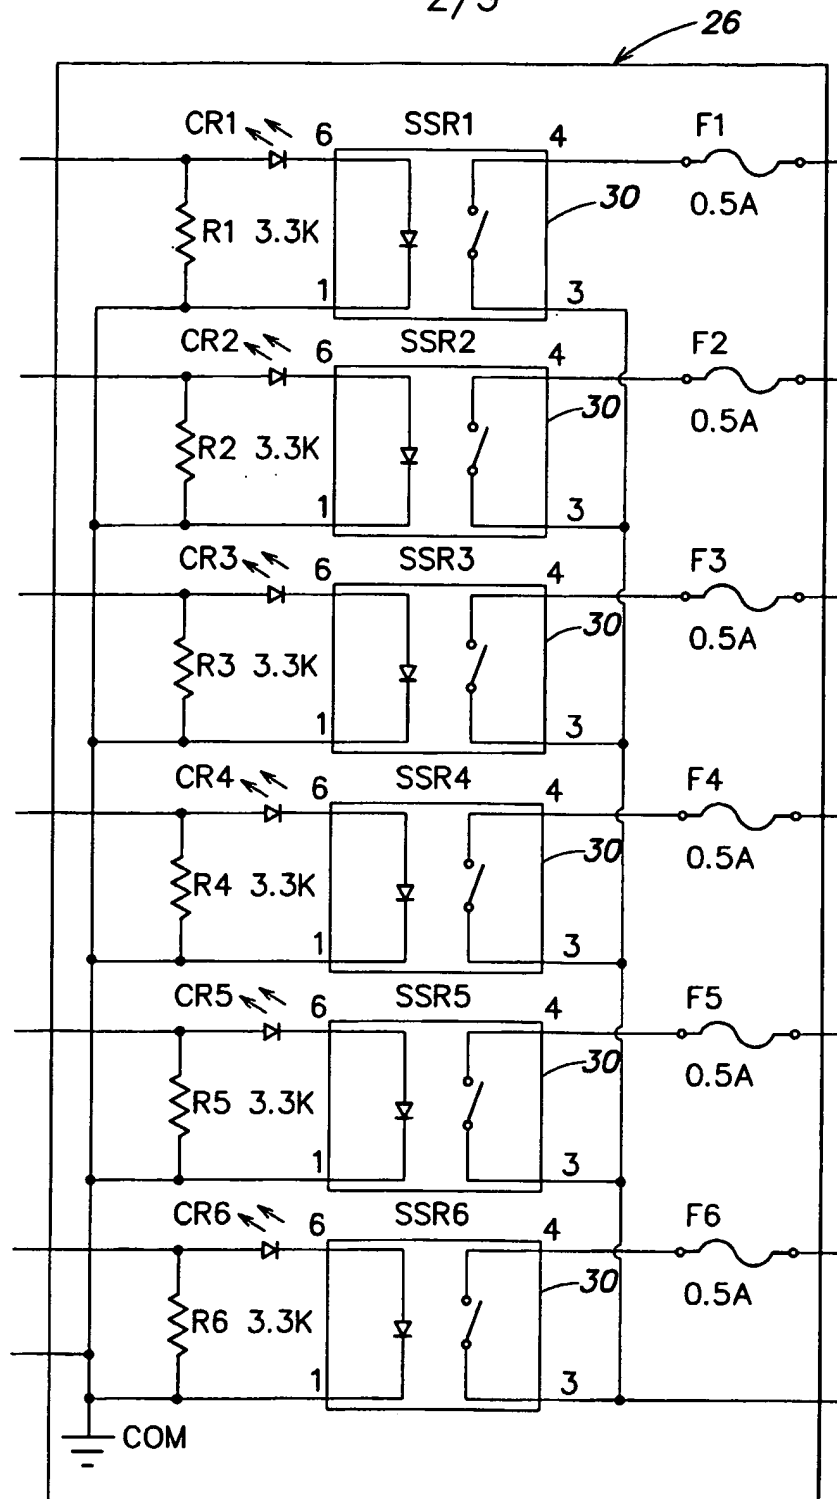 2/5
26
CR1 6 SSR1 4 F1
30
R1 3.3K 0.5A
1 3
CR2 6 SSR2 4 F2
30
R2 3.3K 0.5A
1 3
CR3 6 SSR3 4 F3
30
R3 3.3K 0.5A
1 3
CR4 6 SSR4 4 F4
30
R4 3.3K 0.5A
1 3
CR5 6 SSR5 4 F5
30
R5 3.3K 0.5A
1 3
CR6 6 SSR6 4 F6
30
R6 3.3K 0.5A
1 3
COM